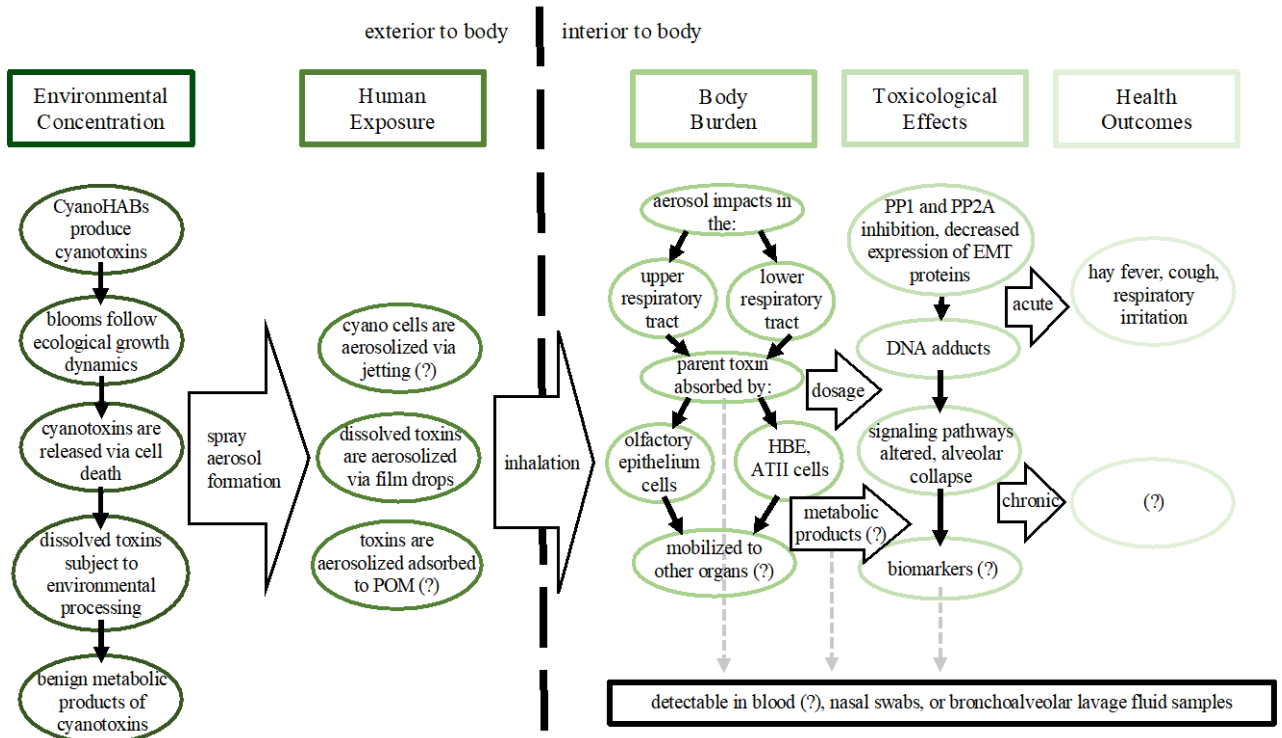 exterior to body
interior to body
Environmental
Concentration
Human
Exposure
Body
Burden
Toxicological
Effects
Health
Outcomes
CyanoHABs
produce
cyanotoxins
blooms follow
ecological growth
dynamics
cyanotoxins are
released via cell
death
dissolved toxins
subject to
environmental
processing
benign metabolic
products of
cyanotoxins
spray
aerosol
formation
cyano cells are
aerosolized via
jetting (?)
dissolved toxins
are aerosolized
via film drops
toxins are
aerosolized adsorbed
to POM (?)
inhalation
aerosol impacts in
the:
upper
respiratory
tract
lower
respiratory
tract
parent toxin
absorbed by:
olfactory
epithelium
cells
HBE,
ATII cells
mobilized to
other organs (?)
dosage
metabolic
products (?)
PP1 and PP2A
inhibition, decreased
expression of EMT
proteins
DNA adducts
signaling pathways
altered, alveolar
collapse
biomarkers (?)
acute
chronic
hay fever, cough,
respiratory
irritation
(?)
detectable in blood (?), nasal swabs, or bronchoalveolar lavage fluid samples